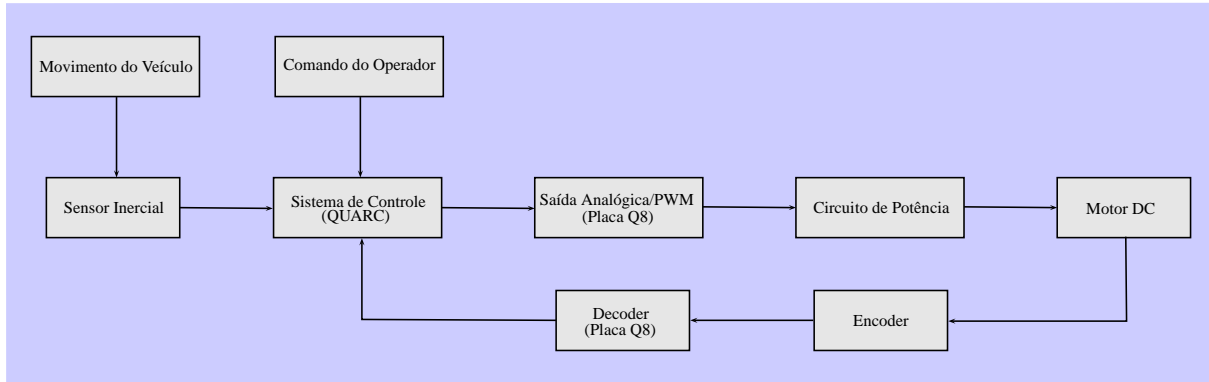 Movimento do Veículo
Comando do Operador
Sensor Inercial
Sistema de Controle
(QUARC)
Saída Analógica/PWM
(Placa Q8)
Circuito de Potência
Motor DC
Decoder
(Placa Q8)
Encoder